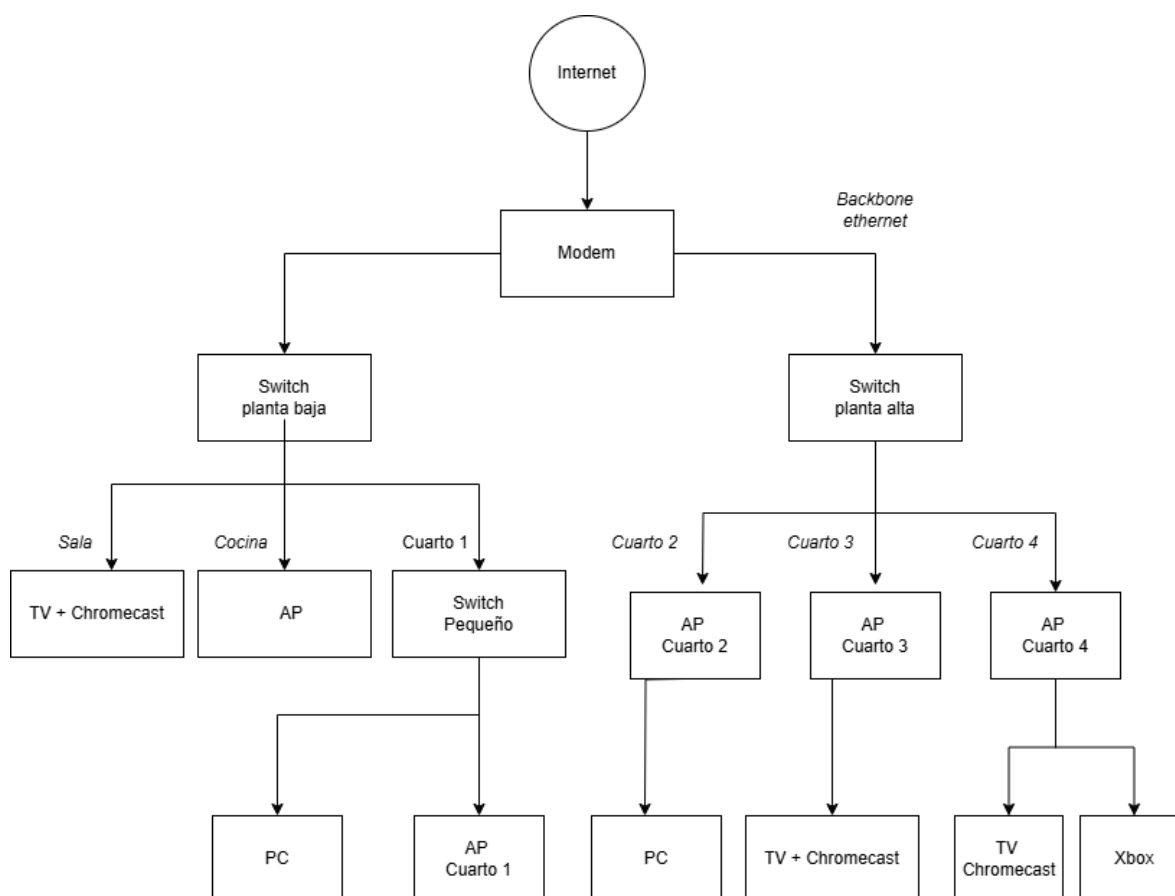 Internet
Backbone
ethernet
Modem
Switch
planta baja
Switch
planta alta
Sala
Cocina
Cuarto 1
Cuarto 2
Cuarto 3
Cuarto 4
TV + Chromecast
AP
Switch
Pequeño
AP
Cuarto 2
AP
Cuarto 3
AP
Cuarto 4
PC
AP
Cuarto 1
PC
TV + Chromecast
TV
Chromecast
Xbox